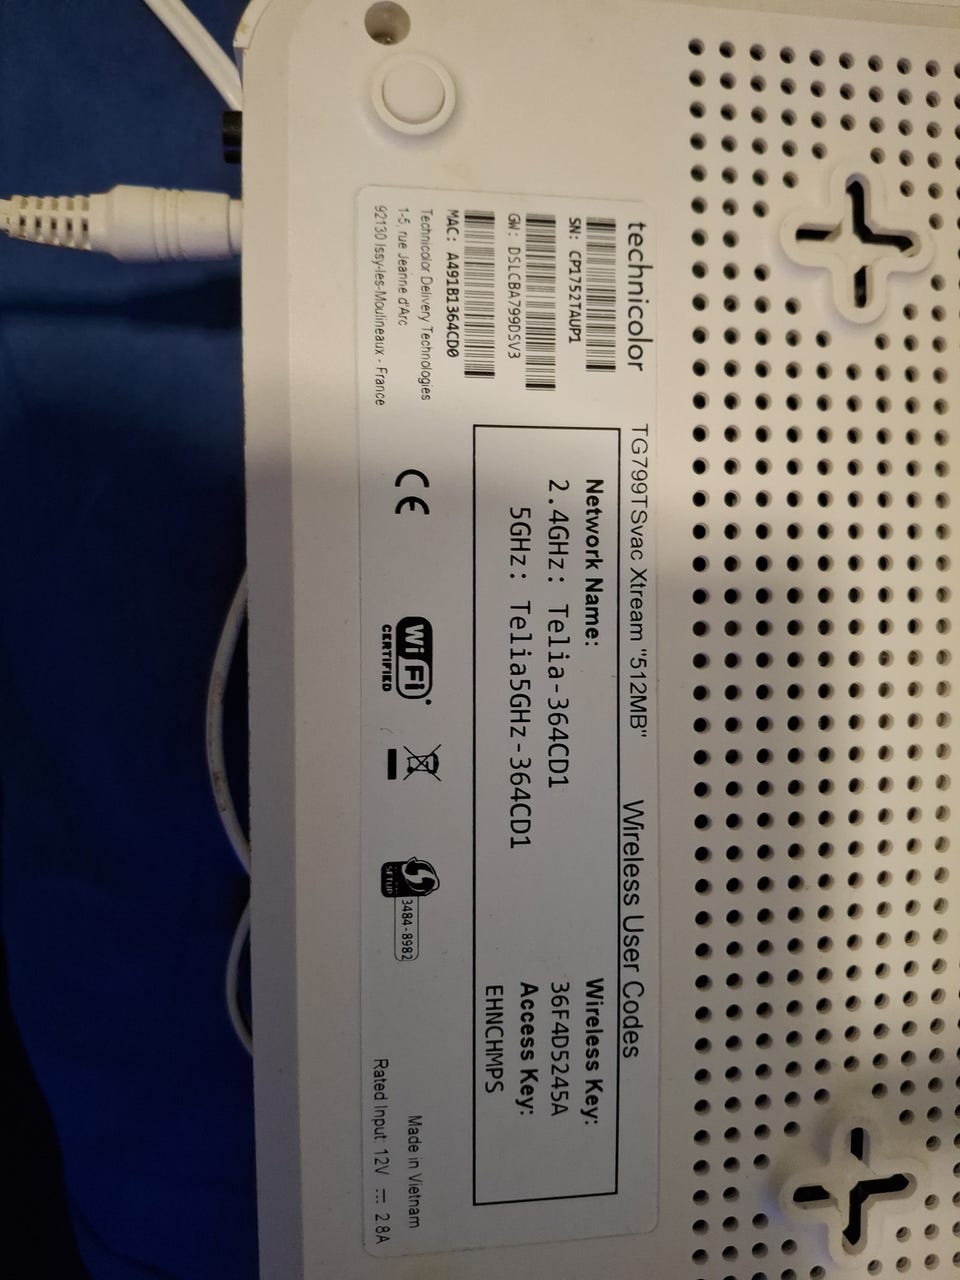 technicolor
TG799TSvac Xtream "512MB"
Wireless User Codes
SN: CP1752TAUP1
GW: DSLCBA799DSV3
MAC: A491B1364CD0
Technicolor Delivery Technologies
1-5, rue Jeanne d'Arc
92130 Issy-les-Moulineaux - France
Network Name:
2.4GHz: Telia-364CD1
5GHz: Telia5GHz-364CD1
Wireless Key:
36F4D5245A
Access Key:
EHNCHMPS
CE
Wi Fi
CERTIFIED
SETUP
3484-8982
Made in Vietnam
Rated Input: 12V ⎓ 2.8A